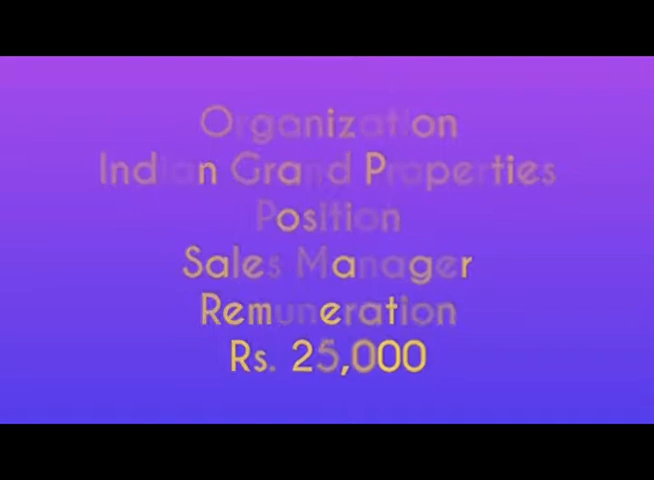 Organization
Indian Grand Properties
Position
Sales Manager
Remuneration
Rs. 25,000